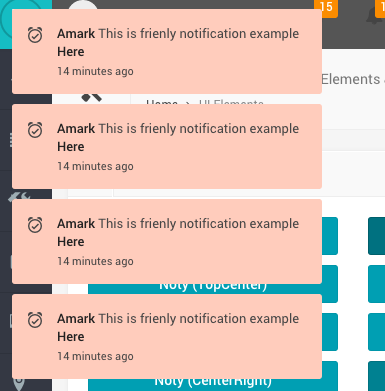 15
Amark This is frienly notification example
Here
14 minutes ago
Elements &
Home > UI Elements
Amark This is frienly notification example
Here
14 minutes ago
Amark This is frienly notification example
Here
14 minutes ago
Noty (TopCenter)
Amark This is frienly notification example
Here
14 minutes ago
Noty (CenterRight)